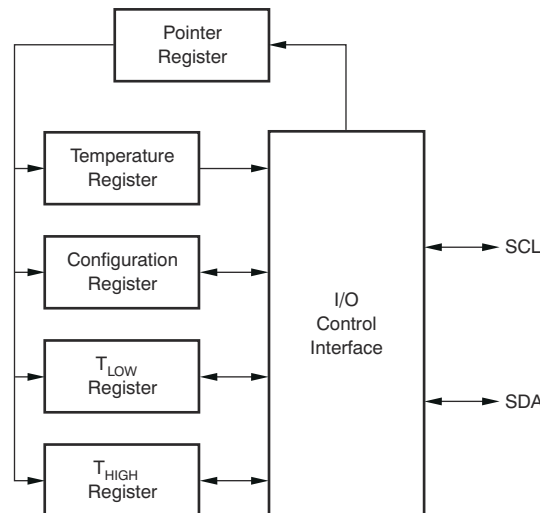 Pointer
Register
Temperature
Register
Configuration
Register
I/O
Control
Interface
SCL
TLOW
Register
SDA
THIGH
Register